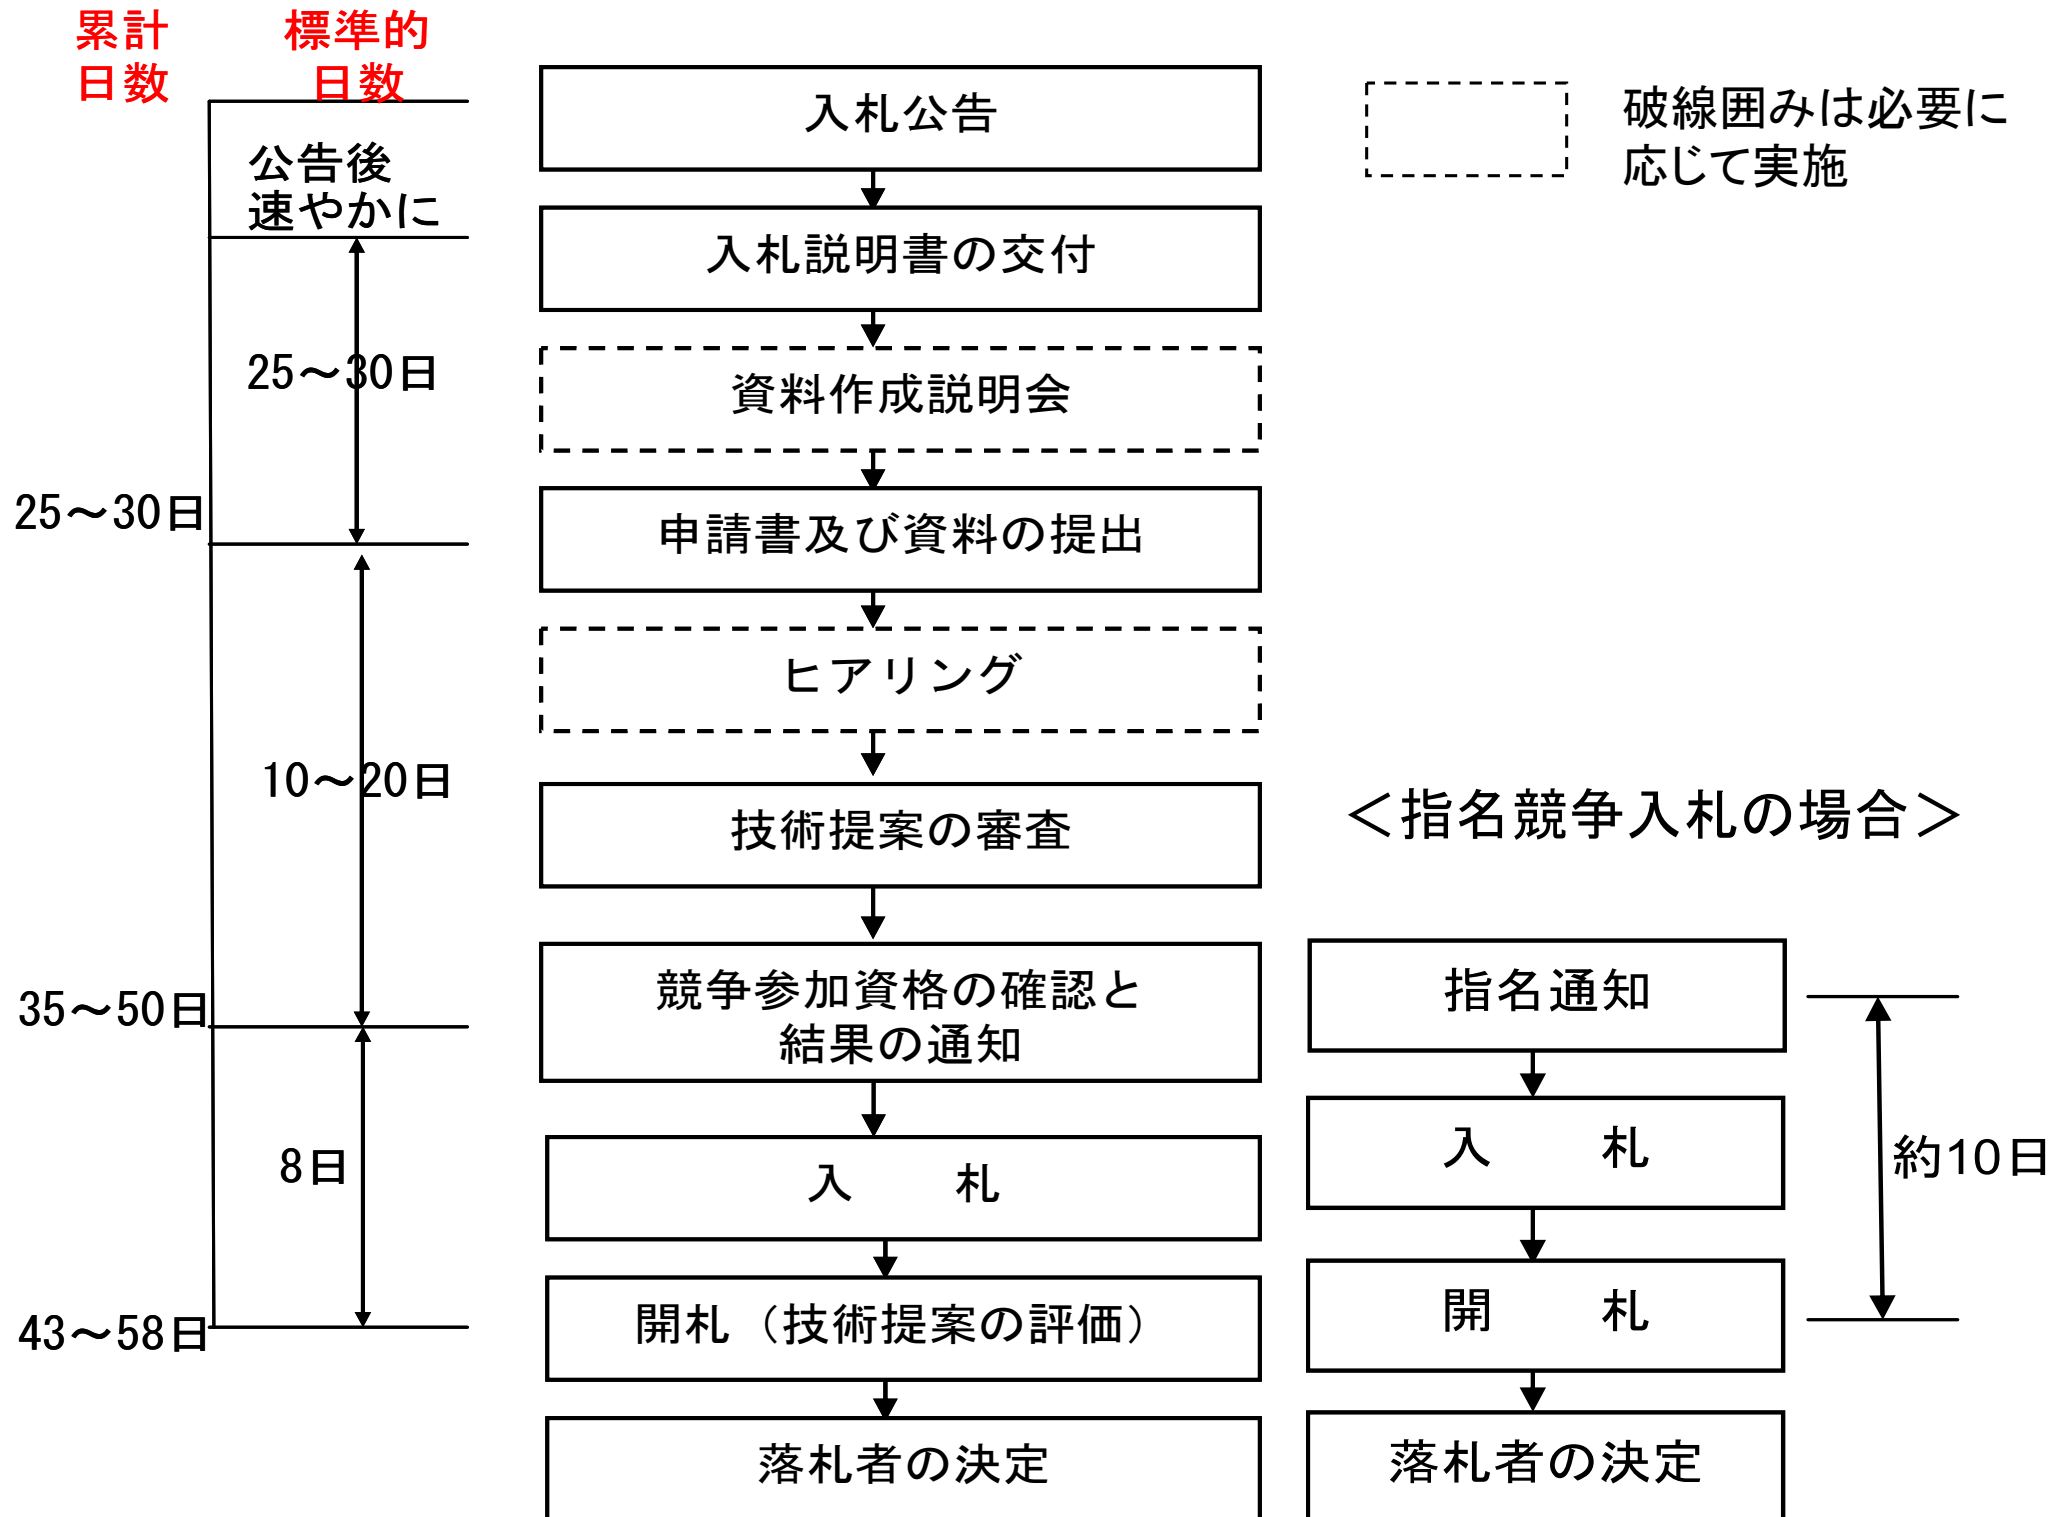 累計
日数
標準的
日数
公告後
速やかに
25～30日
25～30日
10～20日
35～50日
8日
43～58日
入札公告
入札説明書の交付
資料作成説明会
申請書及び資料の提出
ヒアリング
技術提案の審査
競争参加資格の確認と
結果の通知
入　　札
開札（技術提案の評価）
落札者の決定
破線囲みは必要に
応じて実施
＜指名競争入札の場合＞
指名通知
入　　札
開　　札
落札者の決定
約10日